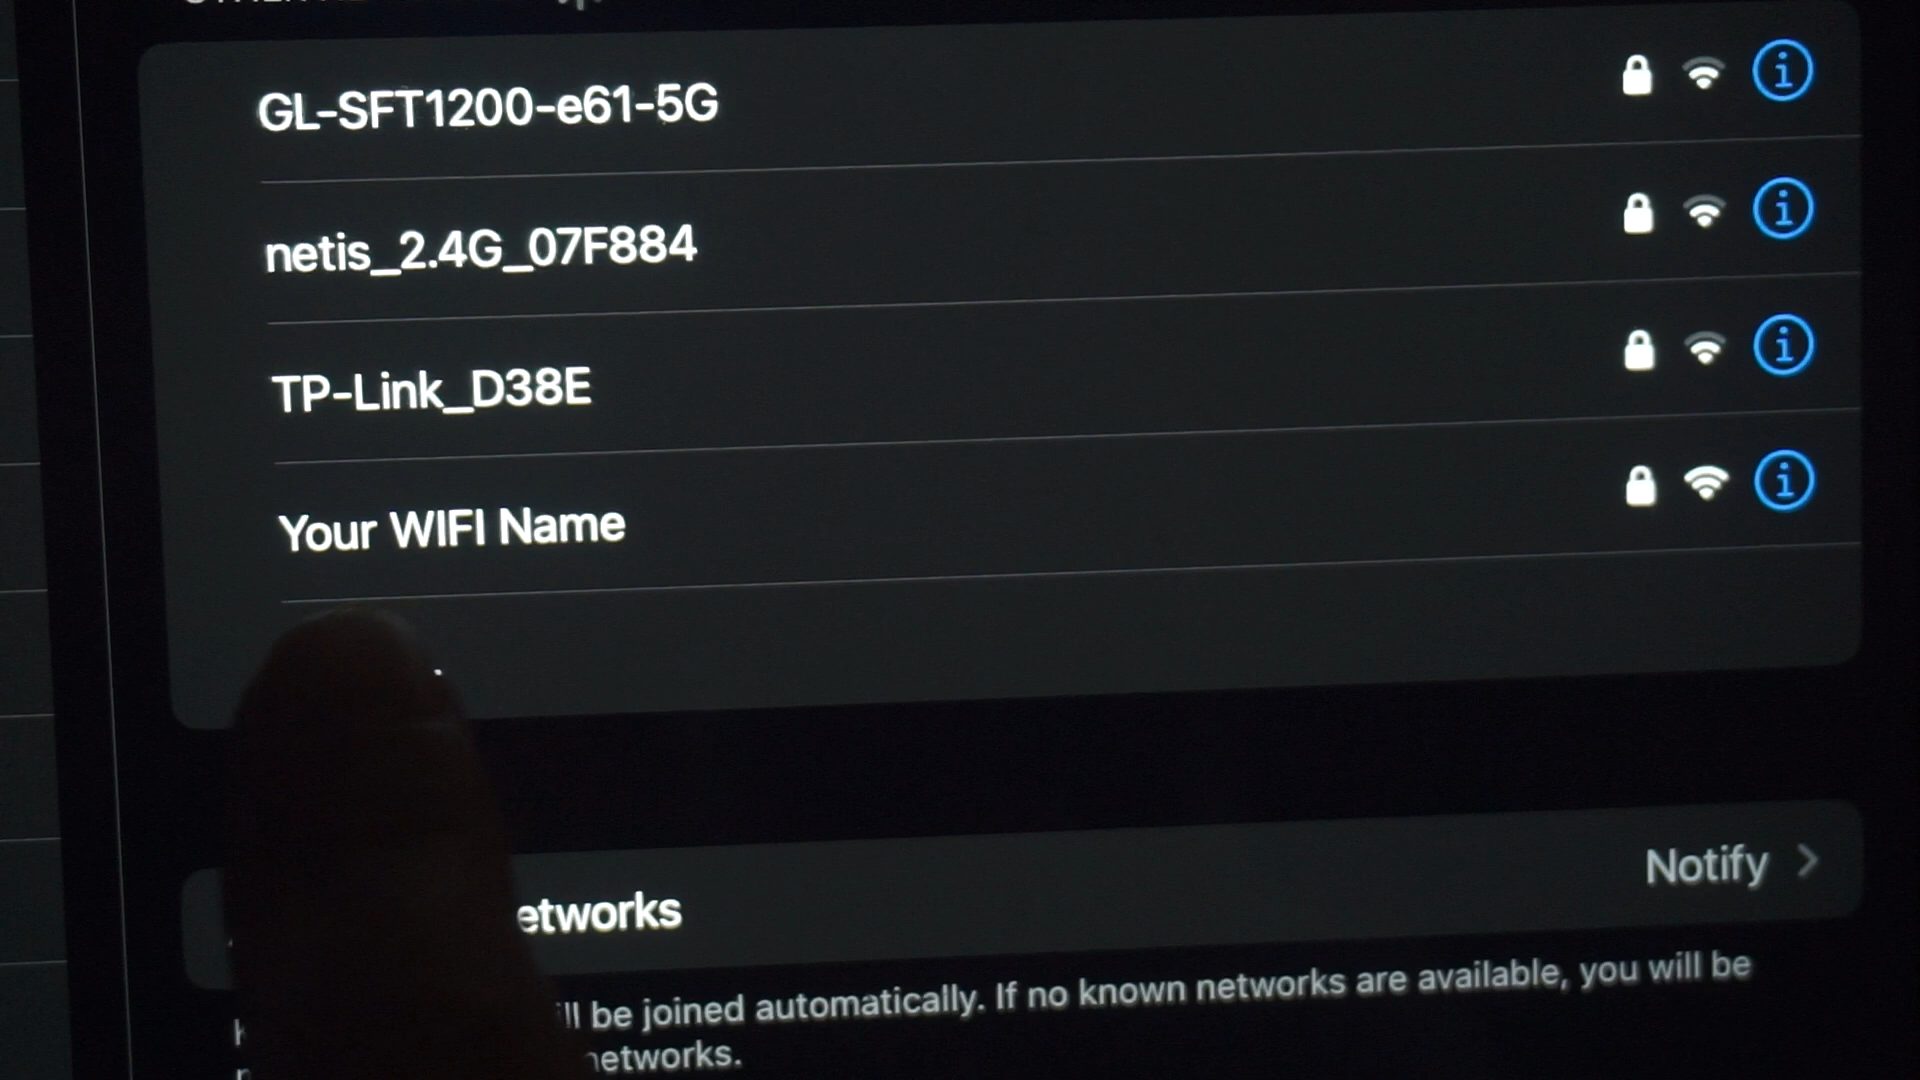 GL-SFT1200-e61-5G
netis_2.4G_07F884
TP-Link_D38E
Your WIFI Name
etworks
Notify
ll be joined automatically. If no known networks are available, you will be
networks.